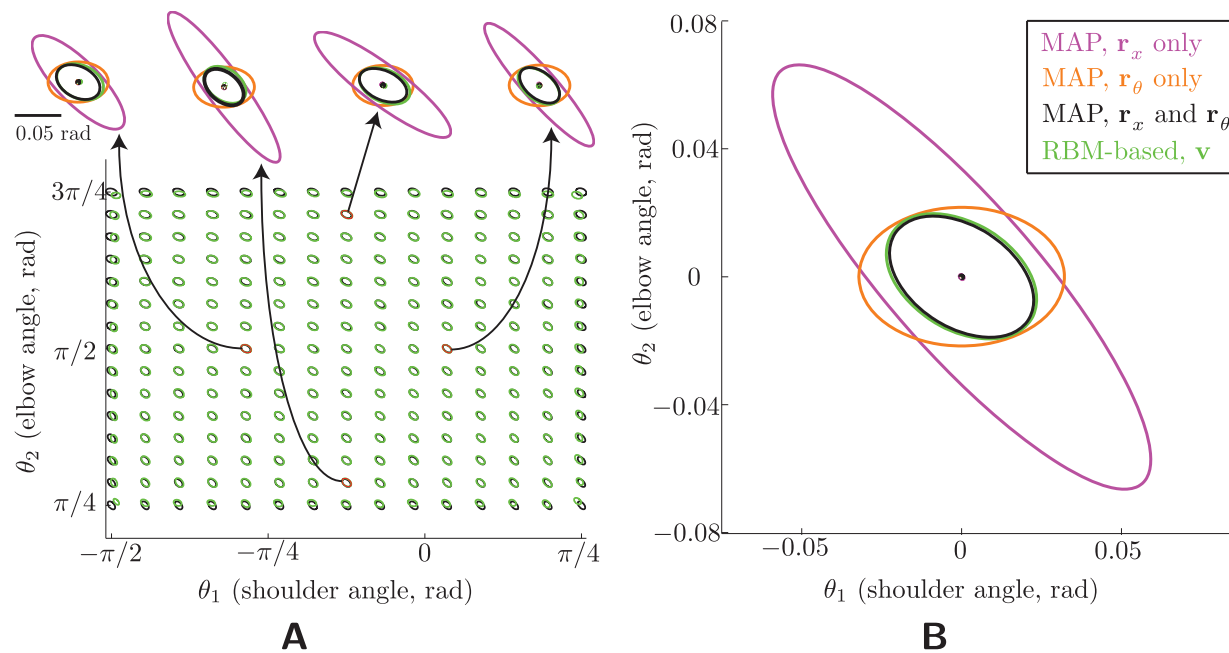 0.05 rad
3π/4
π/2
π/4
θ₂ (elbow angle, rad)
−π/2
−π/4
0
π/4
θ₁ (shoulder angle, rad)
A
MAP, rₓ only
MAP, r_θ only
MAP, rₓ and r_θ
RBM-based, v
0.08
0.04
0
−0.04
−0.08
θ₂ (elbow angle, rad)
−0.05
0
0.05
θ₁ (shoulder angle, rad)
B